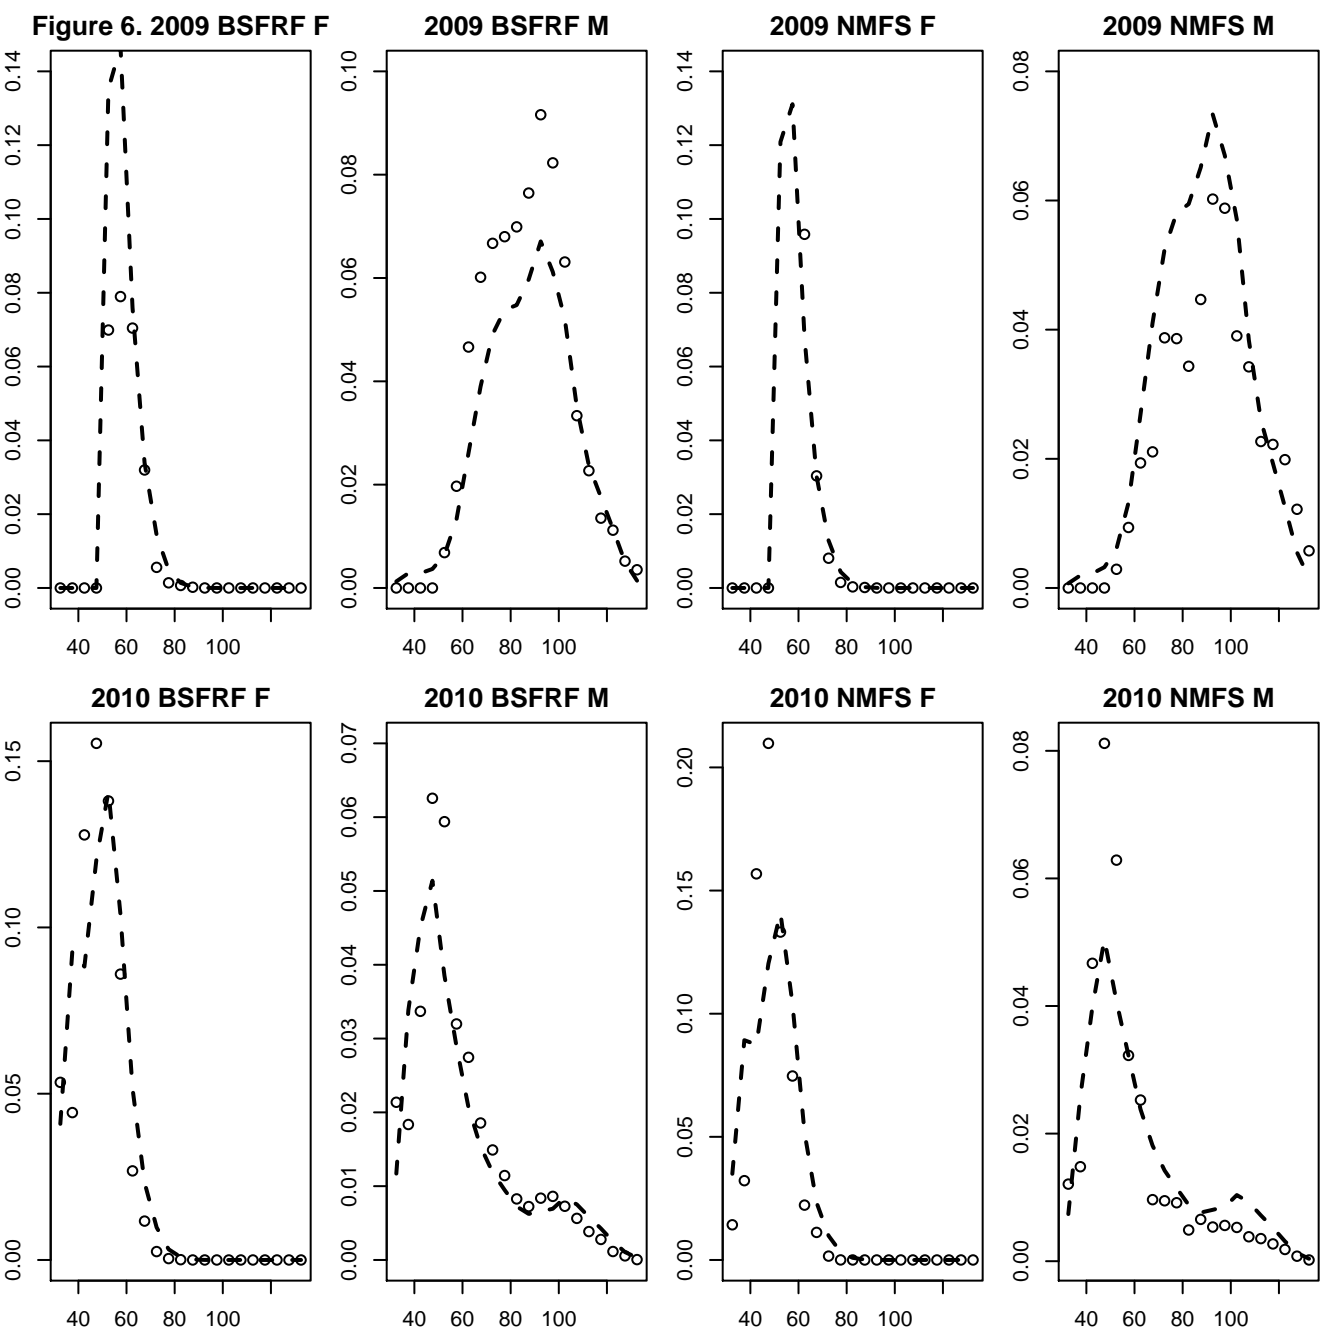 Figure 6. 2009 BSFRF F
0.00 0.02 0.04 0.06 0.08 0.10 0.12 0.14
40 60 80 100
2009 BSFRF M
0.00 0.02 0.04 0.06 0.08 0.10
40 60 80 100
2009 NMFS F
0.00 0.02 0.04 0.06 0.08 0.10 0.12 0.14
40 60 80 100
2009 NMFS M
0.00 0.02 0.04 0.06 0.08
40 60 80 100
2010 BSFRF F
0.00 0.05 0.10 0.15
40 60 80 100
2010 BSFRF M
0.00 0.01 0.02 0.03 0.04 0.05 0.06 0.07
40 60 80 100
2010 NMFS F
0.00 0.05 0.10 0.15 0.20
40 60 80 100
2010 NMFS M
0.00 0.02 0.04 0.06 0.08
40 60 80 100